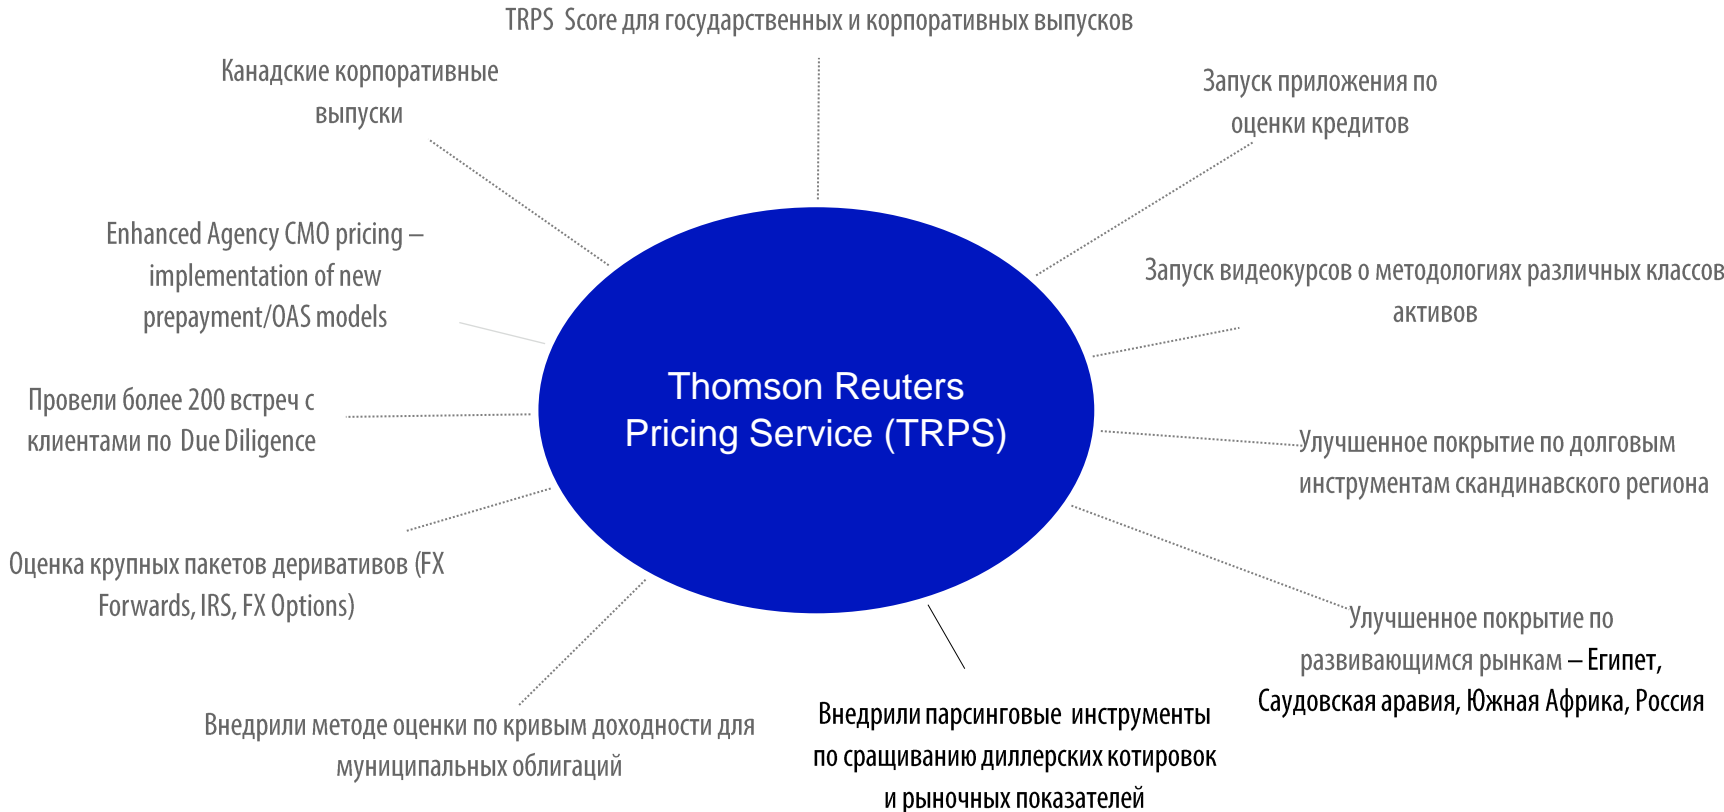 TRPS Score для государственных и корпоративных выпусков
Канадские корпоративные
выпуски
Запуск приложения по
оценки кредитов
Enhanced Agency CMO pricing –
implementation of new
prepayment/OAS models
Запуск видеокурсов о методологиях различных классов
активов
Thomson Reuters
Pricing Service (TRPS)
Провели более 200 встреч с
клиентами по Due Diligence
Улучшенное покрытие по долговым
инструментам скандинавского региона
Оценка крупных пакетов деривативов (FX
Forwards, IRS, FX Options)
Улучшенное покрытие по
развивающимся рынкам – Египет,
Саудовская аравия, Южная Африка, Россия
Внедрили методе оценки по кривым доходности для
муниципальных облигаций
Внедрили парсинговые инструменты
по сращиванию диллерских котировок
и рыночных показателей